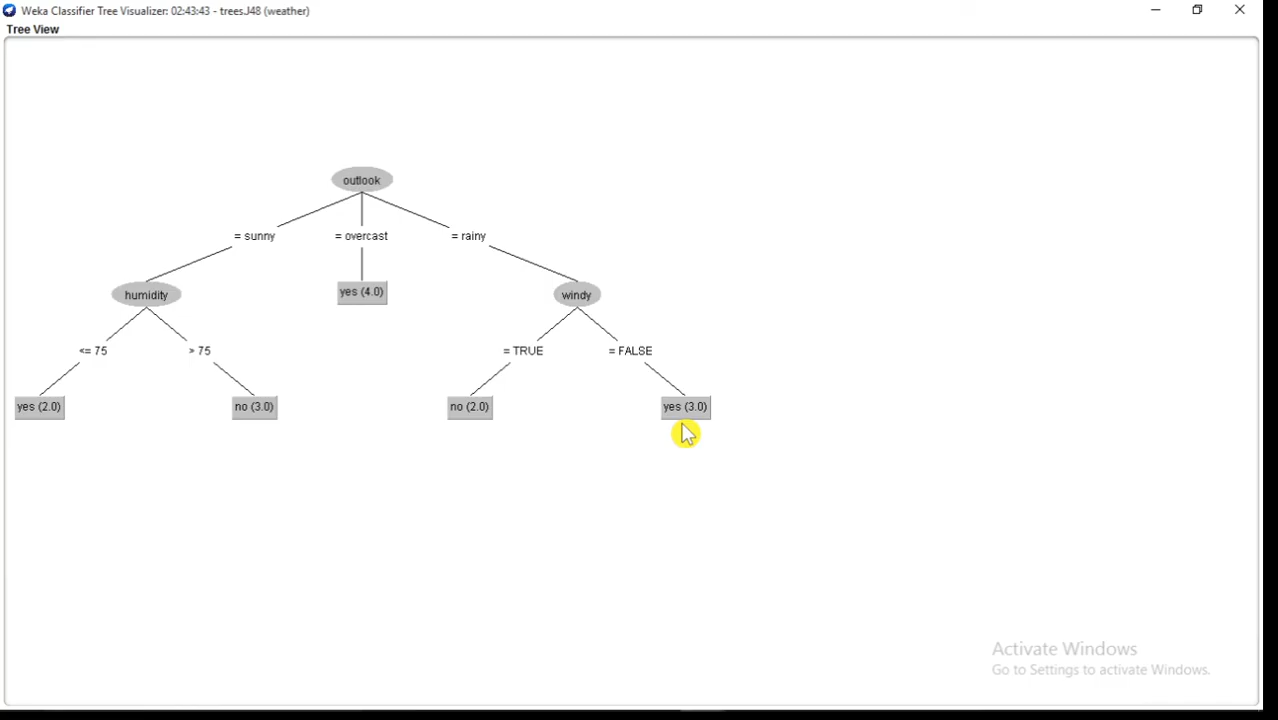 Weka Classifier Tree Visualizer: 02:43:43 - trees.J48 (weather)
Tree View
outlook
= sunny
= overcast
= rainy
humidity
yes (4.0)
windy
<= 75
> 75
= TRUE
= FALSE
yes (2.0)
no (3.0)
no (2.0)
yes (3.0)
Activate Windows
Go to Settings to activate Windows.